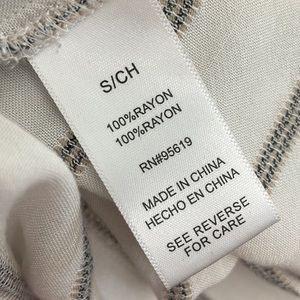 S/CH
100%RAYON
100%RAYON
RN#95619
MADE IN CHINA
HECHO EN CHINA
SEE REVERSE
FOR CARE